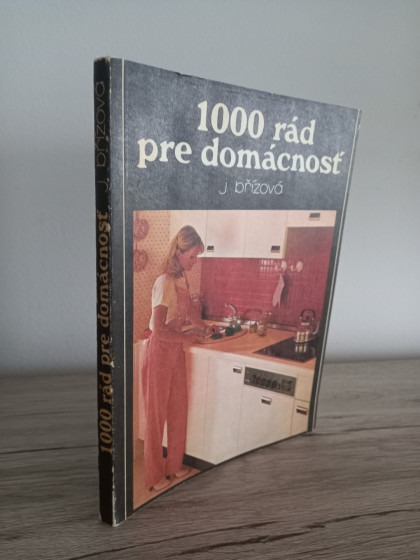 1000 rád
pre domácnosť
j. břízová
1000 rád pre domácnosť j. břízová